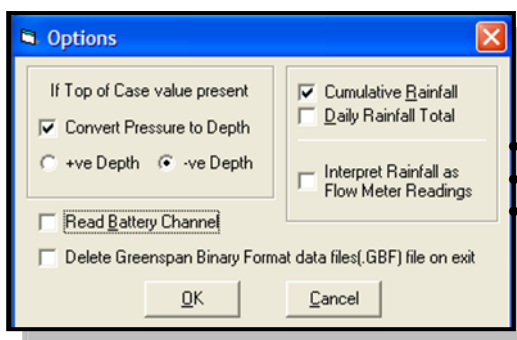 Options
If Top of Case value present
Convert Pressure to Depth
+ve Depth -ve Depth
Cumulative Rainfall
Daily Rainfall Total
Interpret Rainfall as
Flow Meter Readings
Read Battery Channel
Delete Greenspan Binary Format data files(.GBF) file on exit
OK Cancel